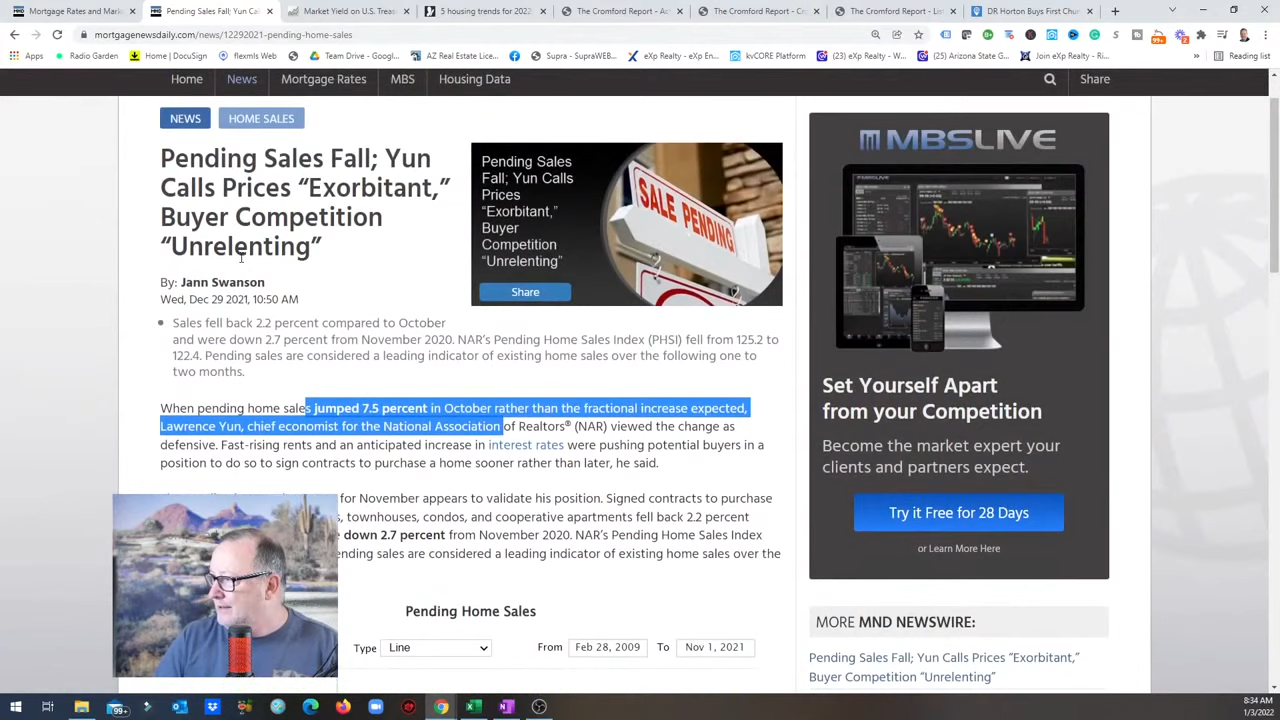 Mortgage Rates and Market D
Pending Sales Fall; Yun Cal
Market Yield on U.S. Treasu
5 housing trends for 2022
The Cromford Report - Act
The Cromford Report - Com
The Cromford Report - List
DR Horton Buys First Chun
mortgagenewsdaily.com/news/12292021-pending-home-sales
Apps
Radio Garden
Home | DocuSign
flexmls Web
Team Drive - Googl...
AZ Real Estate Lice...
Supra - SupraWEB...
eXp Realty - eXp E...
kvCORE Platform
(23) eXp Realty - ...
(25) Arizona State G...
Join eXp Realty - Ri...
Reading list
Home
News
Mortgage Rates
MBS
Housing Data
Share
NEWS
HOME SALES
Pending Sales Fall; Yun
Calls Prices “Exorbitant,”
Buyer Competition
“Unrelenting”
By: Jann Swanson
Wed, Dec 29 2021, 10:50 AM
Pending Sales
Fall; Yun Calls
Prices
“Exorbitant,”
Buyer
Competition
“Unrelenting”
Share
SALE PENDING
Sales fell back 2.2 percent compared to October
and were down 2.7 percent from November 2020. NAR’s Pending Home Sales Index (PHSI) fell from 125.2 to
122.4. Pending sales are considered a leading indicator of existing home sales over the following one to
two months.
When pending home sales jumped 7.5 percent in October rather than the fractional increase expected,
Lawrence Yun, chief economist for the National Association of Realtors® (NAR) viewed the change as
defensive. Fast-rising rents and an anticipated increase in interest rates were pushing potential buyers in a
position to do so to sign contracts to purchase a home sooner rather than later, he said.
for November appears to validate his position. Signed contracts to purchase
, townhouses, condos, and cooperative apartments fell back 2.2 percent
down 2.7 percent from November 2020. NAR’s Pending Home Sales Index
ending sales are considered a leading indicator of existing home sales over the
Pending Home Sales
Type
Line
From
Feb 28, 2009
To
Nov 1, 2021
MBSLIVE
Set Yourself Apart
from your Competition
Become the market expert your
clients and partners expect.
Try it Free for 28 Days
or Learn More Here
MORE MND NEWSWIRE:
Pending Sales Fall; Yun Calls Prices “Exorbitant,”
Buyer Competition “Unrelenting”
99+
8:34 AM
1/3/2022